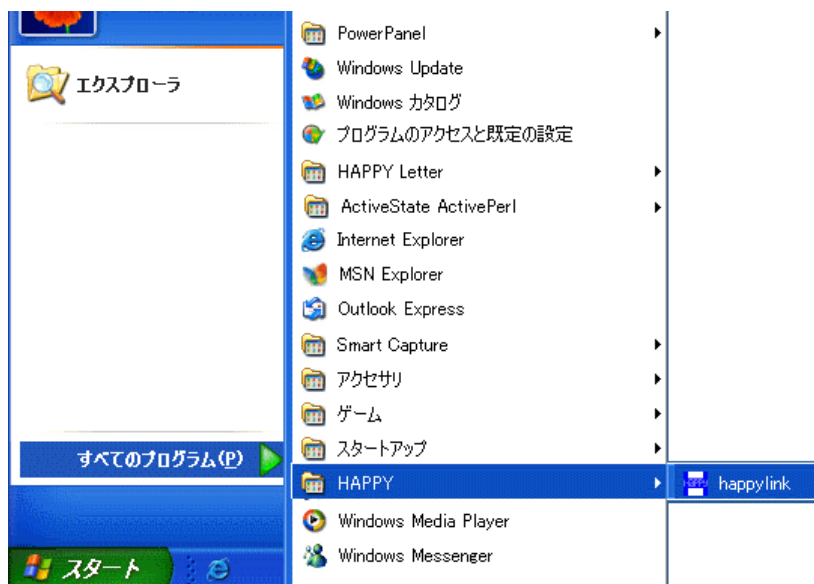 エクスプローラ
すべてのプログラム(P)
スタート
PowerPanel
Windows Update
Windows カタログ
プログラムのアクセスと既定の設定
HAPPY Letter
ActiveState ActivePerl
Internet Explorer
MSN Explorer
Outlook Express
Smart Capture
アクセサリ
ゲーム
スタートアップ
HAPPY
Windows Media Player
Windows Messenger
HAPPY
happylink